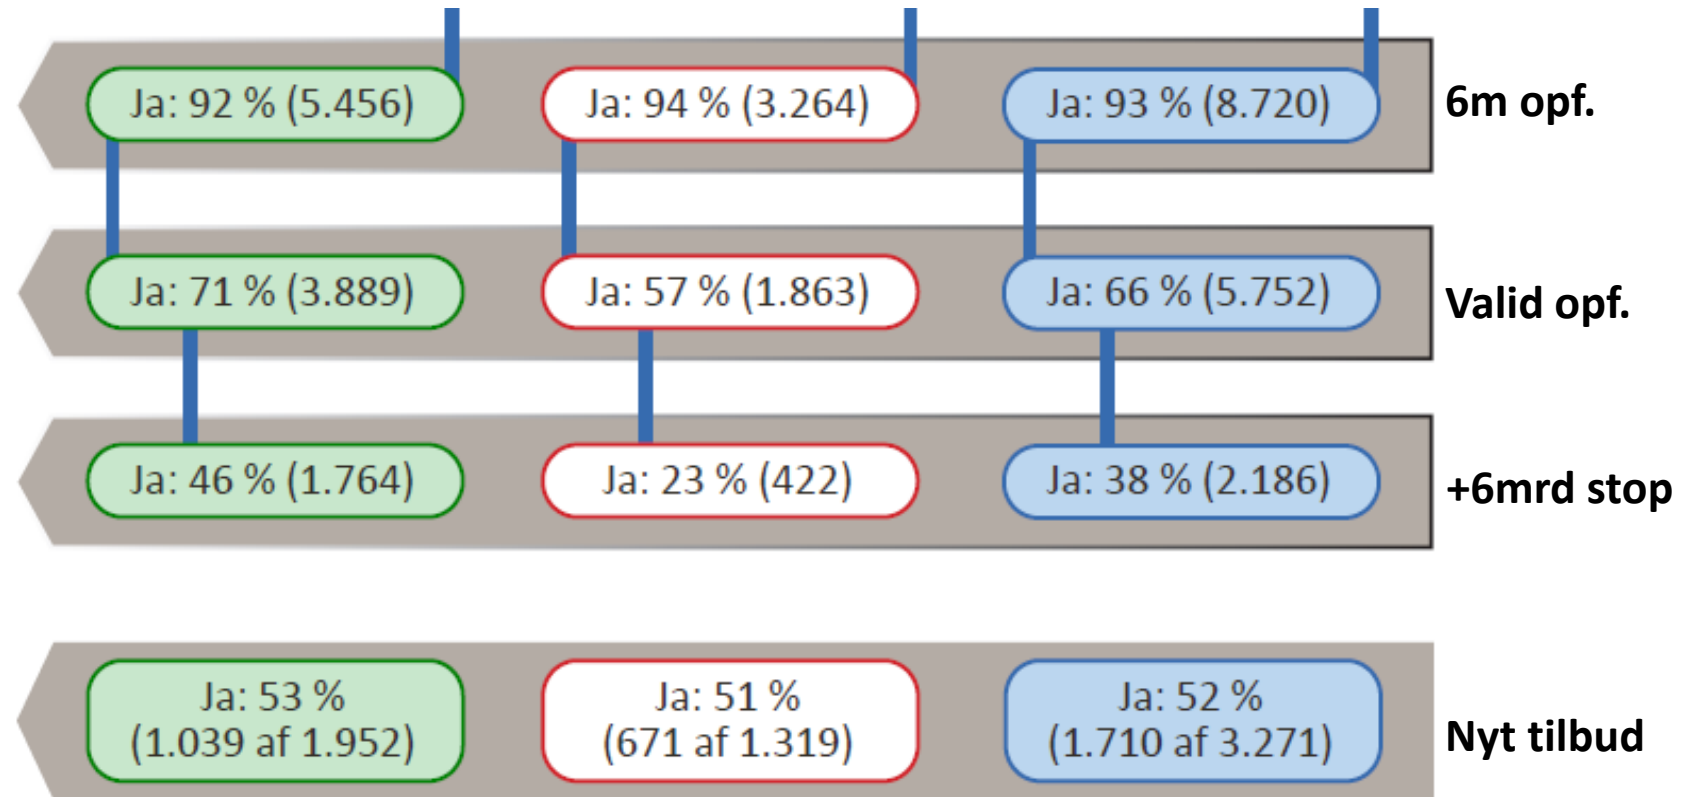 Ja: 92 % (5.456)
Ja: 94 % (3.264)
Ja: 93 % (8.720)
6m opf.
Ja: 71 % (3.889)
Ja: 57 % (1.863)
Ja: 66 % (5.752)
Valid opf.
Ja: 46 % (1.764)
Ja: 23 % (422)
Ja: 38 % (2.186)
+6mrd stop
Ja: 53 %
(1.039 af 1.952)
Ja: 51 %
(671 af 1.319)
Ja: 52 %
(1.710 af 3.271)
Nyt tilbud